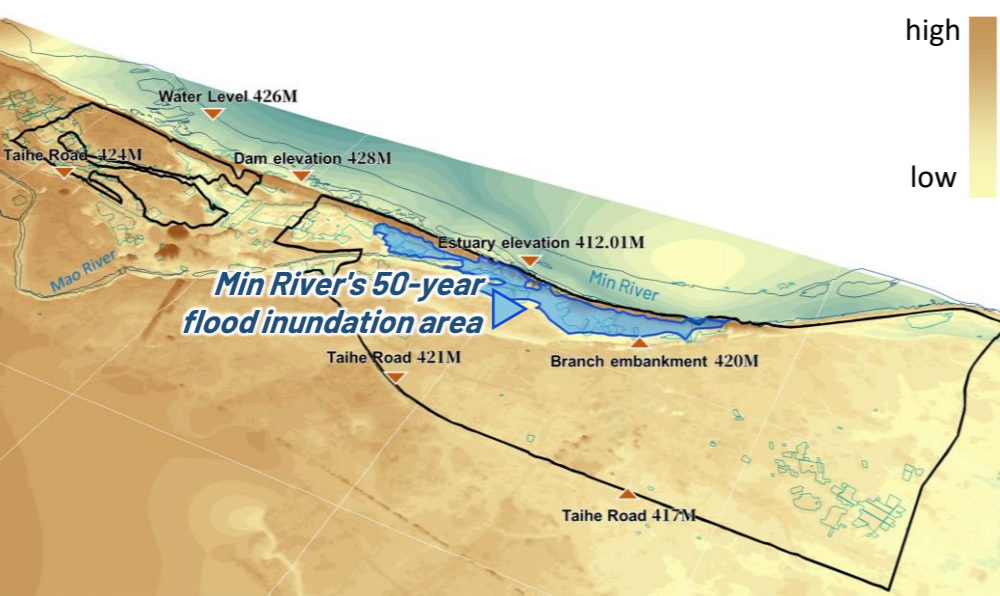 high
Water Level 426M
Taihe Road 424M
Dam elevation 428M
low
Estuary elevation 412.01M
Mao River
Min River
Min River's 50-year
flood inundation area
Taihe Road 421M
Branch embankment 420M
Taihe Road 417M